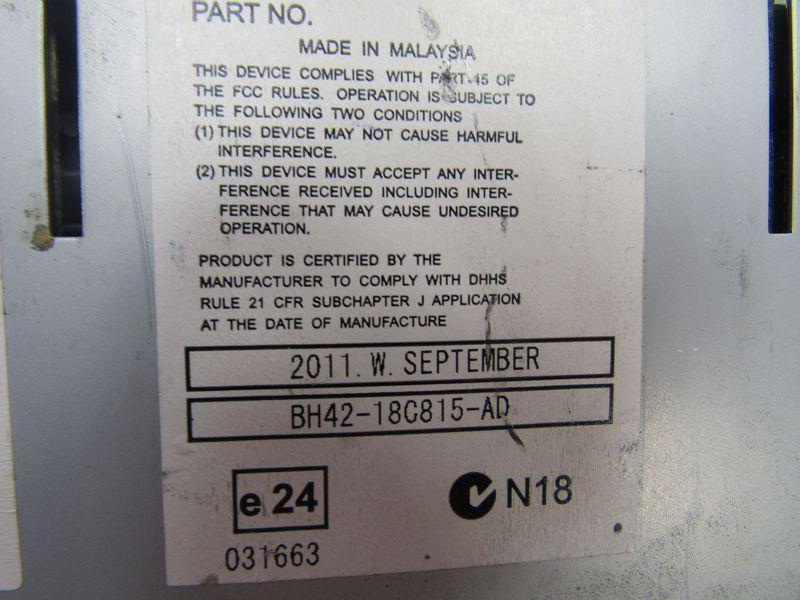 PART NO.
MADE IN MALAYSIA
THIS DEVICE COMPLIES WITH PART 15 OF
THE FCC RULES. OPERATION IS SUBJECT TO
THE FOLLOWING TWO CONDITIONS
(1) THIS DEVICE MAY NOT CAUSE HARMFUL
INTERFERENCE.
(2) THIS DEVICE MUST ACCEPT ANY INTER-
FERENCE RECEIVED INCLUDING INTER-
FERENCE THAT MAY CAUSE UNDESIRED
OPERATION.
PRODUCT IS CERTIFIED BY THE
MANUFACTURER TO COMPLY WITH DHHS
RULE 21 CFR SUBCHAPTER J APPLICATION
AT THE DATE OF MANUFACTURE
2011. W. SEPTEMBER
BH42-18C815-AD
e 24
N18
031663